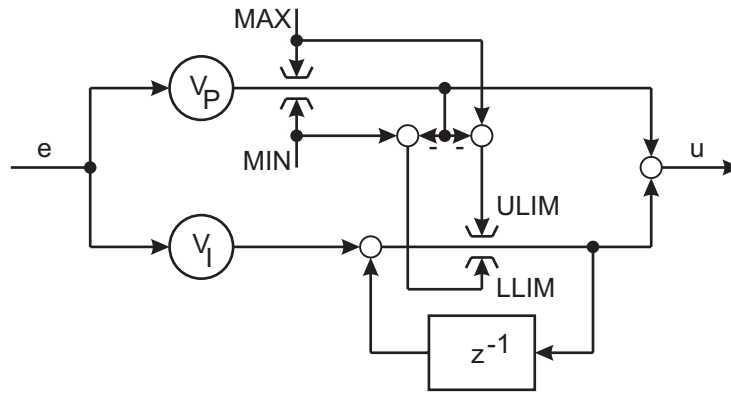 MAX
V_P
e
MIN
- -
u
ULIM
V_I
LLIM
z^-1